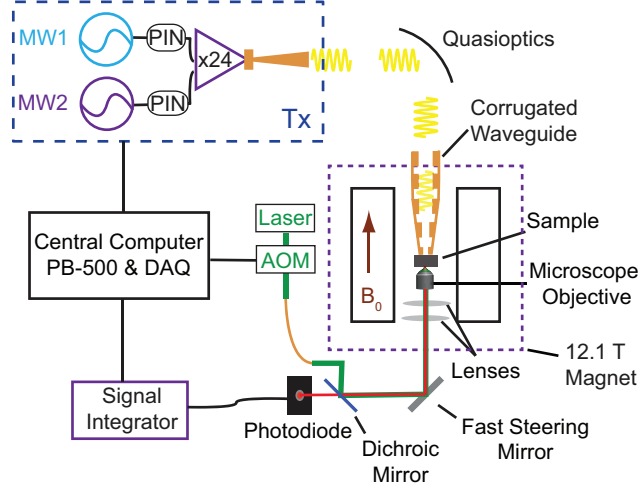 MW1
PIN
x24
MW2
PIN
Tx
Quasioptics
Corrugated
Waveguide
Laser
AOM
Central Computer
PB-500 & DAQ
B0
Sample
Microscope
Objective
12.1 T
Magnet
Lenses
Signal
Integrator
Photodiode
Dichroic
Mirror
Fast Steering
Mirror